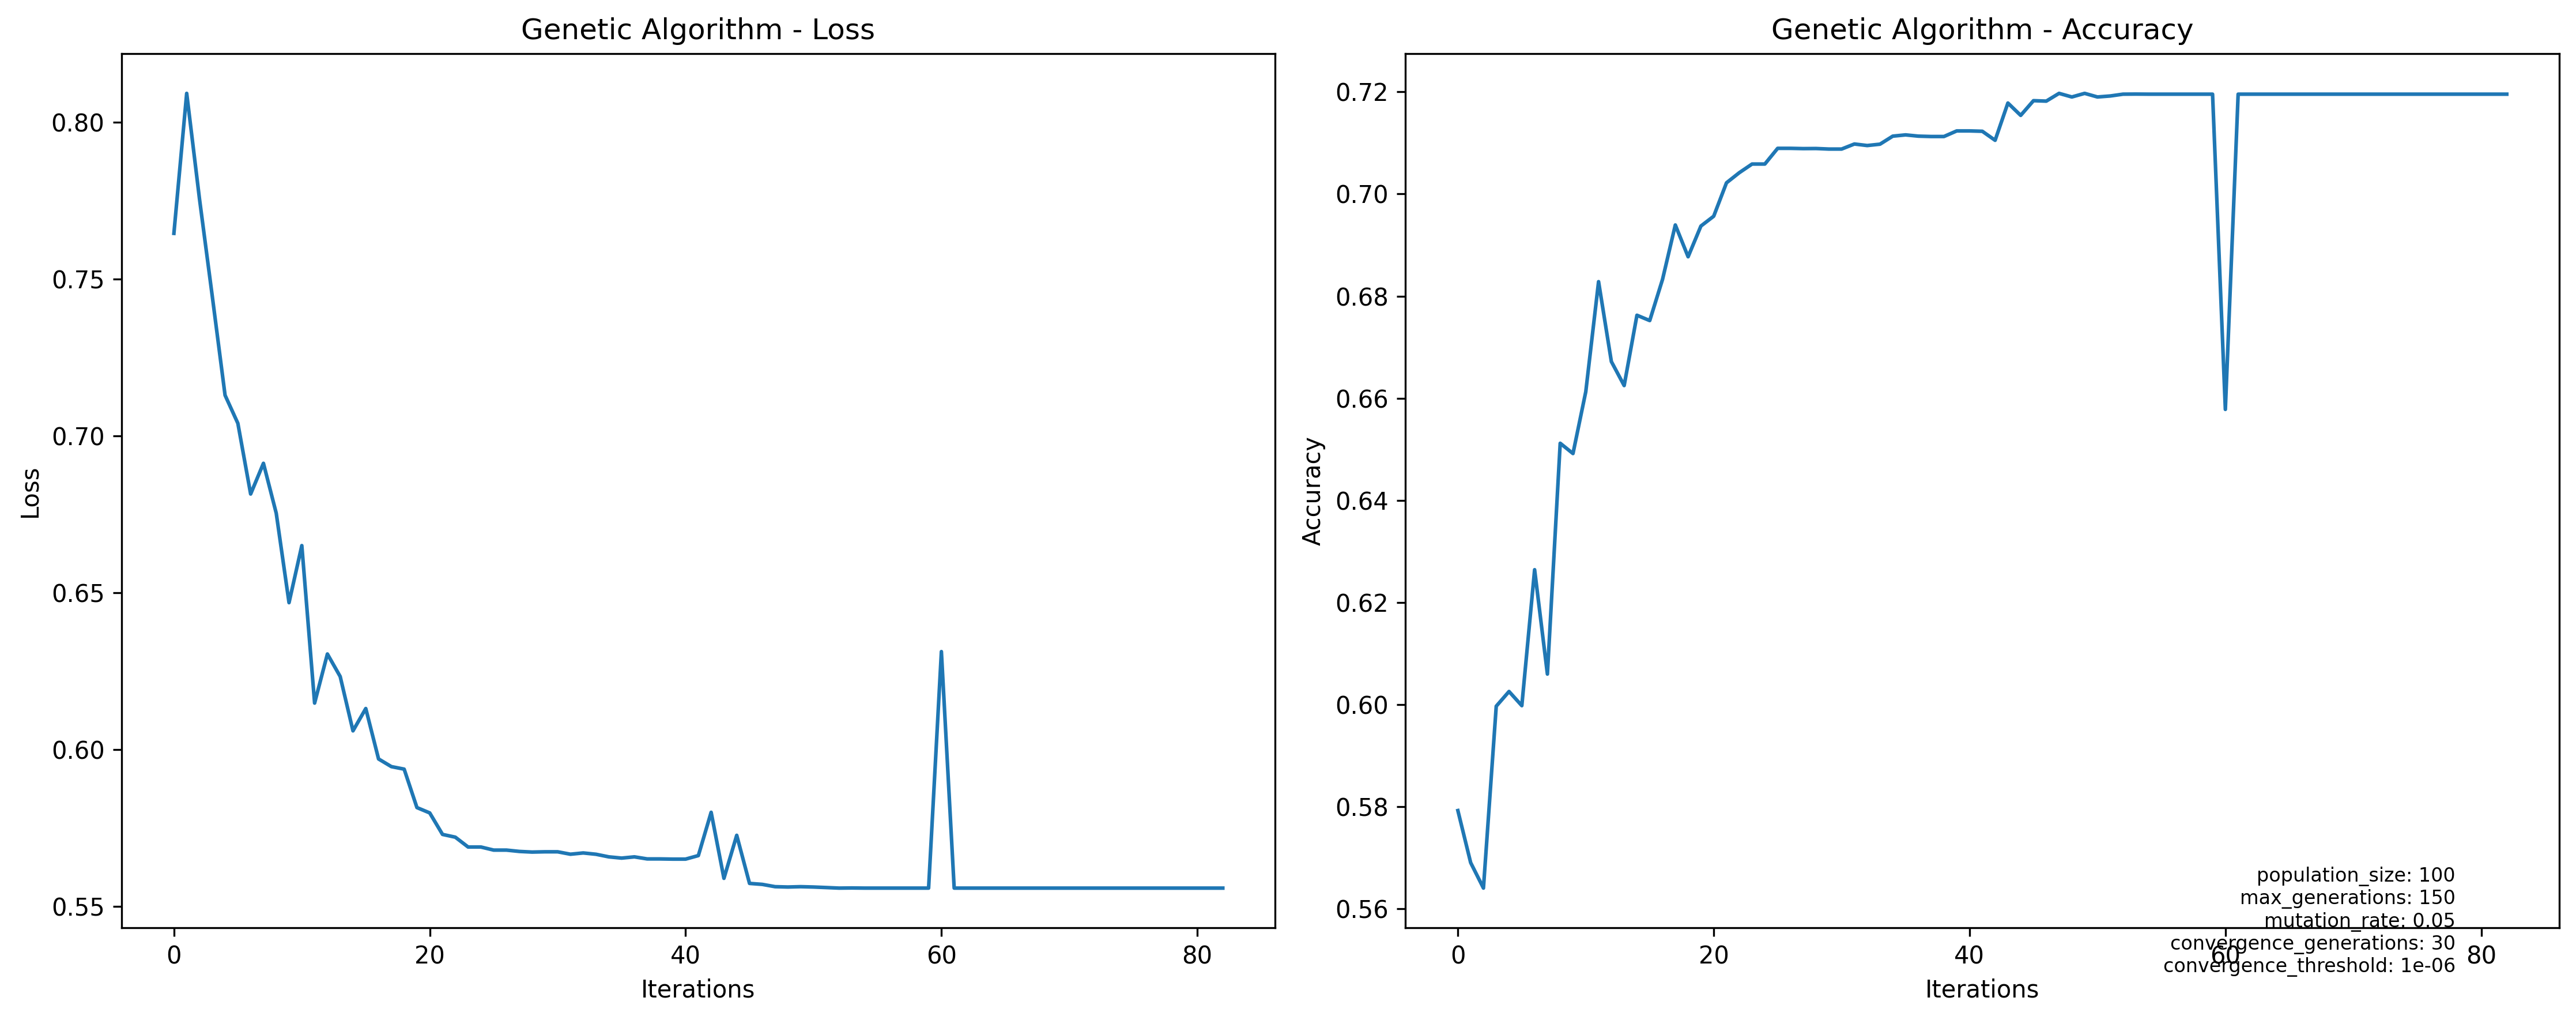 Genetic Algorithm - Loss
0.80
0.75
0.70
0.65
0.60
0.55
Loss
0 20 40 60 80
Iterations
Genetic Algorithm - Accuracy
0.72
0.70
0.68
0.66
0.64
0.62
0.60
0.58
0.56
Accuracy
0 20 40 60 80
Iterations
population_size: 100
max_generations: 150
mutation_rate: 0.05
convergence_generations: 30
convergence_threshold: 1e-06